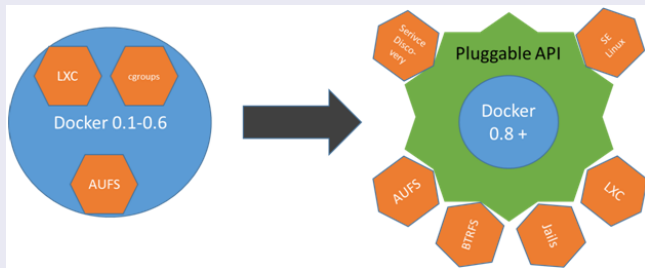 LXC
cgroups
Docker 0.1-0.6
AUFS
Serivce
Disco-
very
SE
Linux
Pluggable API
Docker
0.8 +
AUFS
BTRFS
Jails
LXC